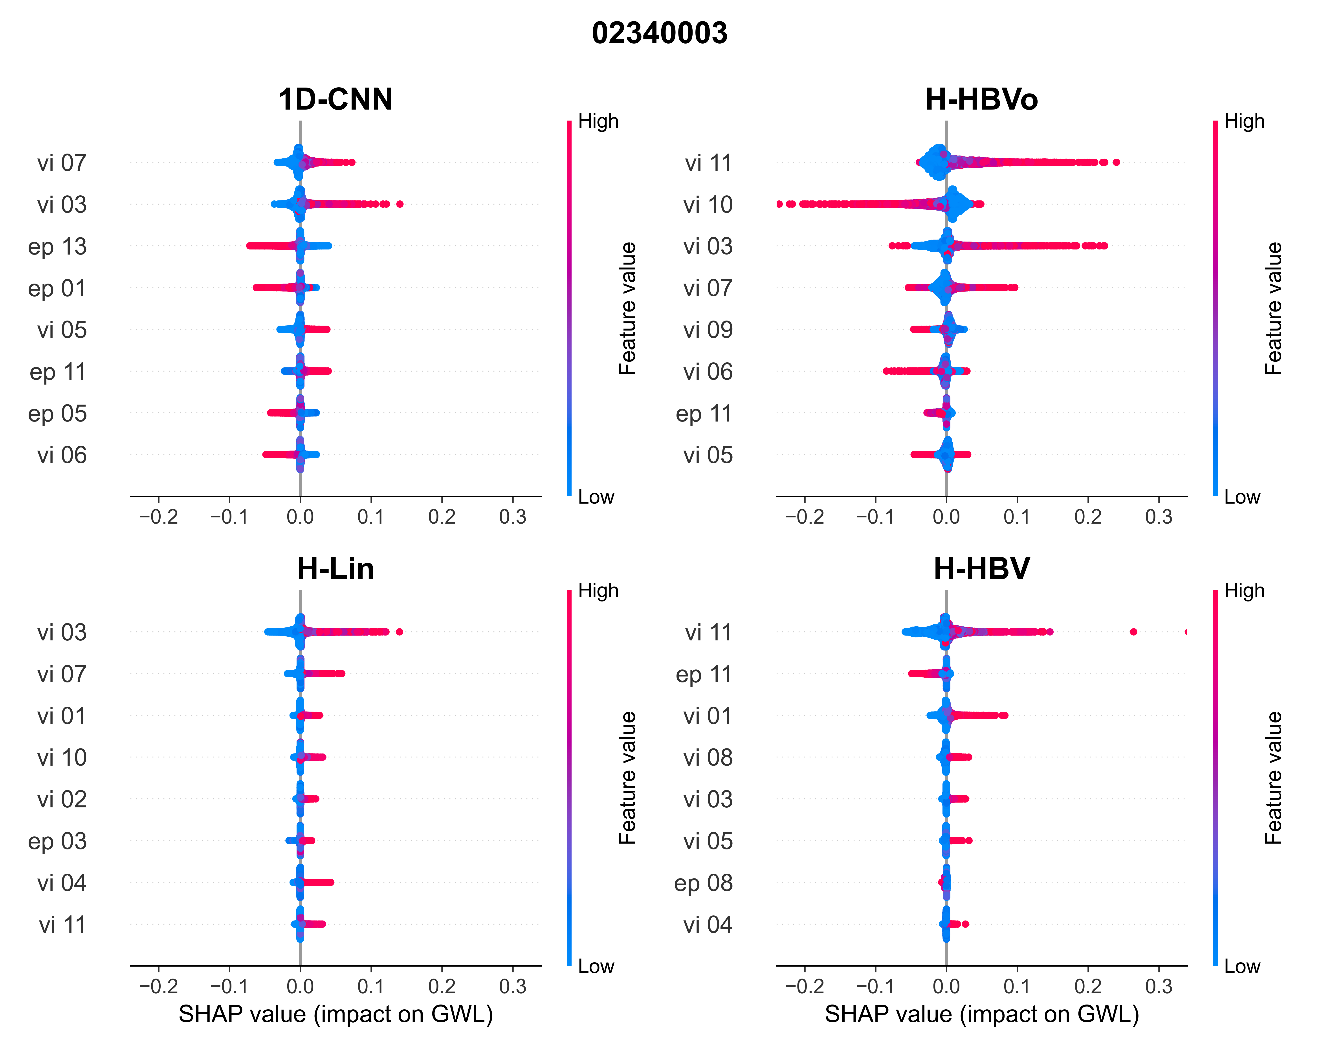 02340003
1D-CNN
High
vi 07
vi 03
ep 13
ep 01
vi 05
ep 11
ep 05
vi 06
Feature value
Low
−0.2 −0.1 0.0 0.1 0.2 0.3
H-HBVo
High
vi 11
vi 10
vi 03
vi 07
vi 09
vi 06
ep 11
vi 05
Feature value
Low
−0.2 −0.1 0.0 0.1 0.2 0.3
H-Lin
High
vi 03
vi 07
vi 01
vi 10
vi 02
ep 03
vi 04
vi 11
Feature value
Low
−0.2 −0.1 0.0 0.1 0.2 0.3
SHAP value (impact on GWL)
H-HBV
High
vi 11
ep 11
vi 01
vi 08
vi 03
vi 05
ep 08
vi 04
Feature value
Low
−0.2 −0.1 0.0 0.1 0.2 0.3
SHAP value (impact on GWL)